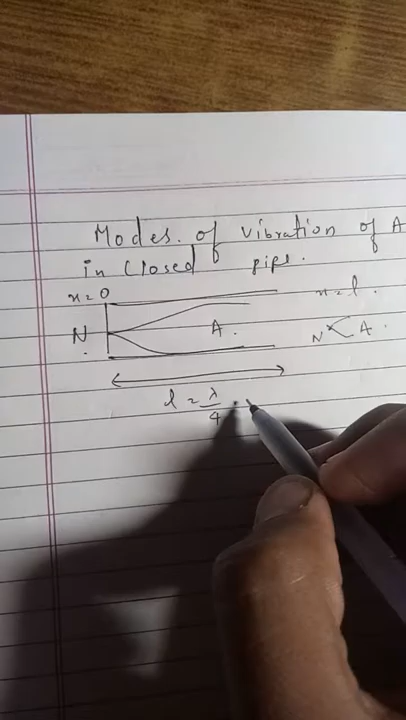 Modes. of vibration of A
in Closed pipe.
x=0 x=l.
N A. N < A.
l = λ/4